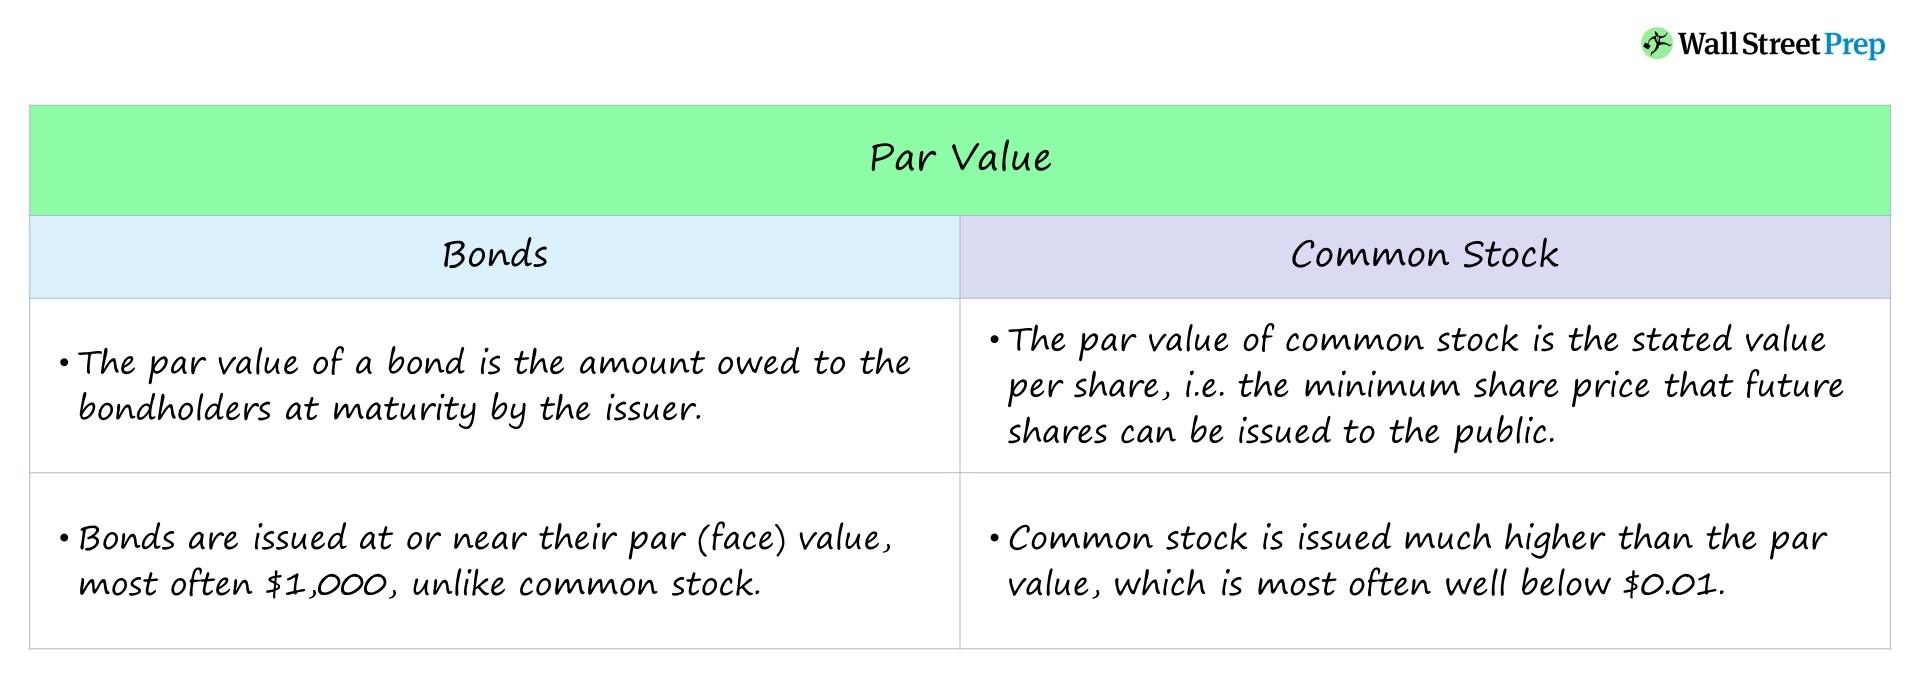 Wall Street Prep
Par Value
Bonds
Common Stock
• The par value of a bond is the amount owed to the
bondholders at maturity by the issuer.
• The par value of common stock is the stated value
per share, i.e. the minimum share price that future
shares can be issued to the public.
• Bonds are issued at or near their par (face) value,
most often $1,000, unlike common stock.
• Common stock is issued much higher than the par
value, which is most often well below $0.01.